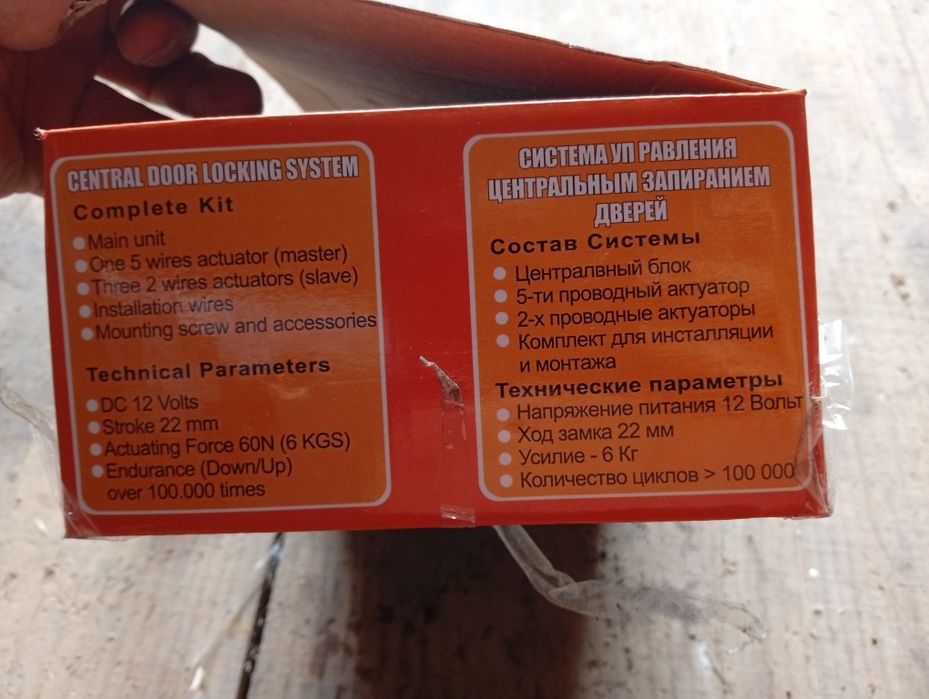 CENTRAL DOOR LOCKING SYSTEM
Complete Kit
Main unit
One 5 wires actuator (master)
Three 2 wires actuators (slave)
Installation wires
Mounting screw and accessories
Technical Parameters
DC 12 Volts
Stroke 22 mm
Actuating Force 60N (6 KGS)
Endurance (Down/Up)
over 100.000 times
СИСТЕМА УП РАВЛЕНИЯ
ЦЕНТРАЛЬНЫМ ЗАПИРАНИЕМ
ДВЕРЕЙ
Состав Системы
Централвный блок
5-ти проводный актуатор
2-х проводные актуаторы
Комплект для инсталляции
и монтажа
Технические параметры
Напряжение питания 12 Вольт
Ход замка 22 мм
Усилие - 6 Кг
Количество циклов > 100 000